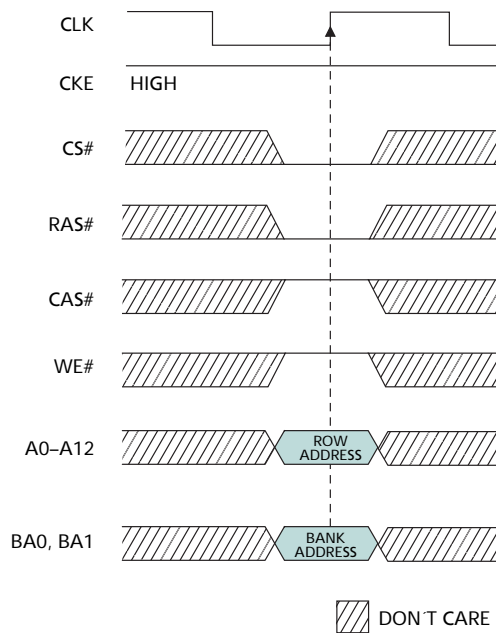 CLK
CKE HIGH
CS#
RAS#
CAS#
WE#
A0–A12 ROW
ADDRESS
BA0, BA1 BANK
ADDRESS
DON´T CARE